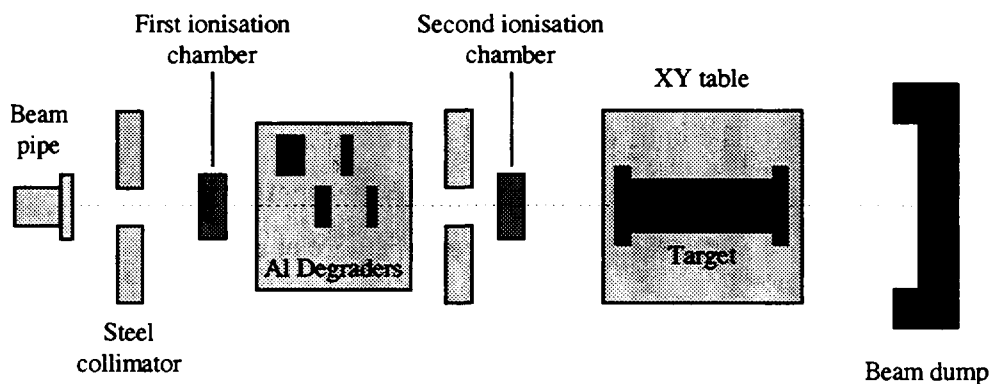 First ionisation
chamber
Second ionisation
chamber
XY table
Beam
pipe
Al Degraders
Target
Steel
collimator
Beam dump